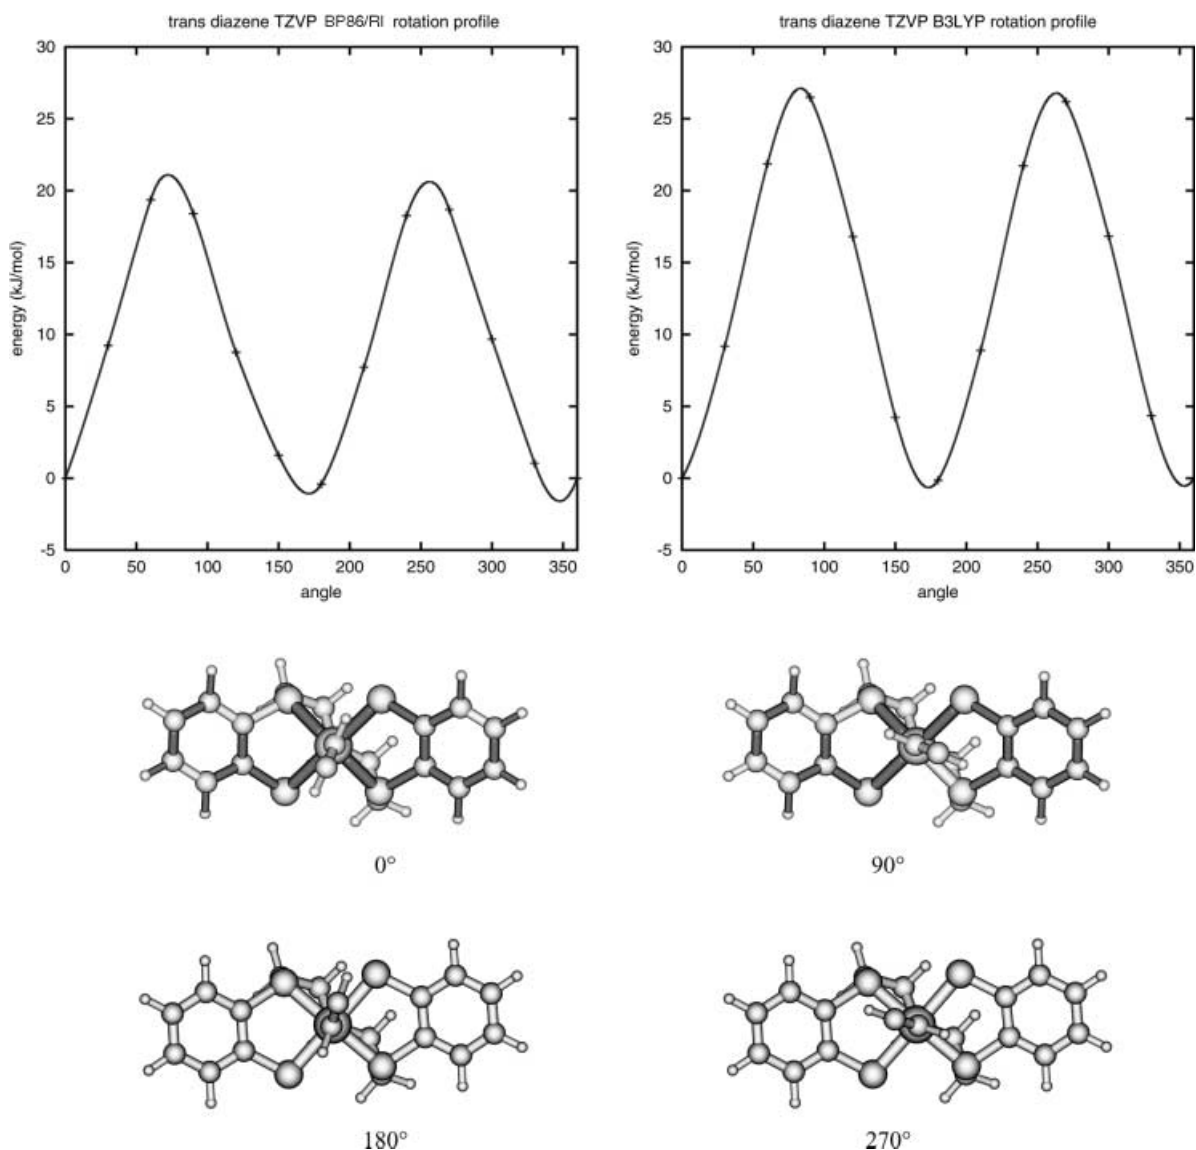 trans diazene TZVP BP86/RI rotation profile
30
25
20
15
10
5
0
-5
energy (kJ/mol)
0 50 100 150 200 250 300 350
angle
trans diazene TZVP B3LYP rotation profile
30
25
20
15
10
5
0
-5
energy (kJ/mol)
0 50 100 150 200 250 300 350
angle
0°
90°
180°
270°